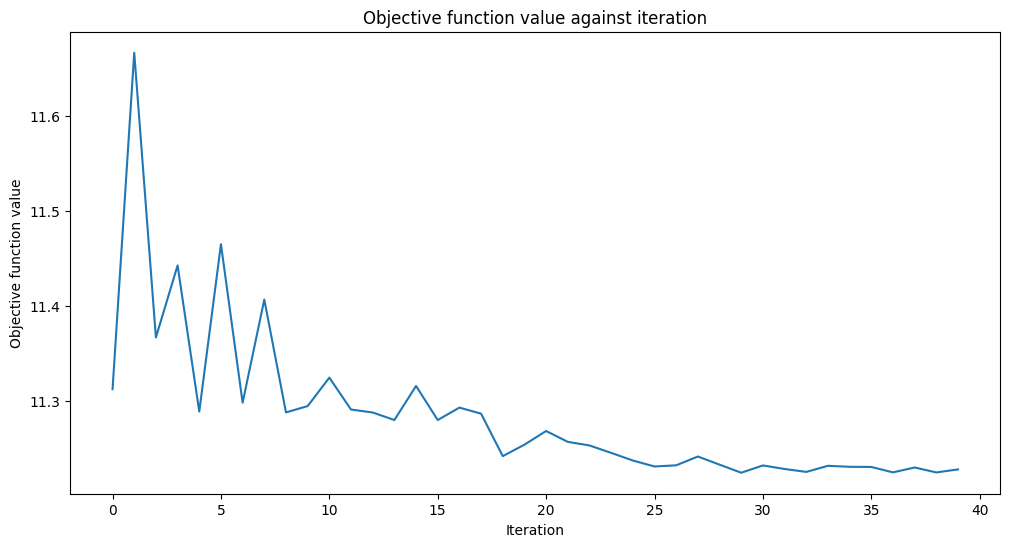 Objective function value against iteration
Objective function value
11.6
11.5
11.4
11.3
0 5 10 15 20 25 30 35 40
Iteration